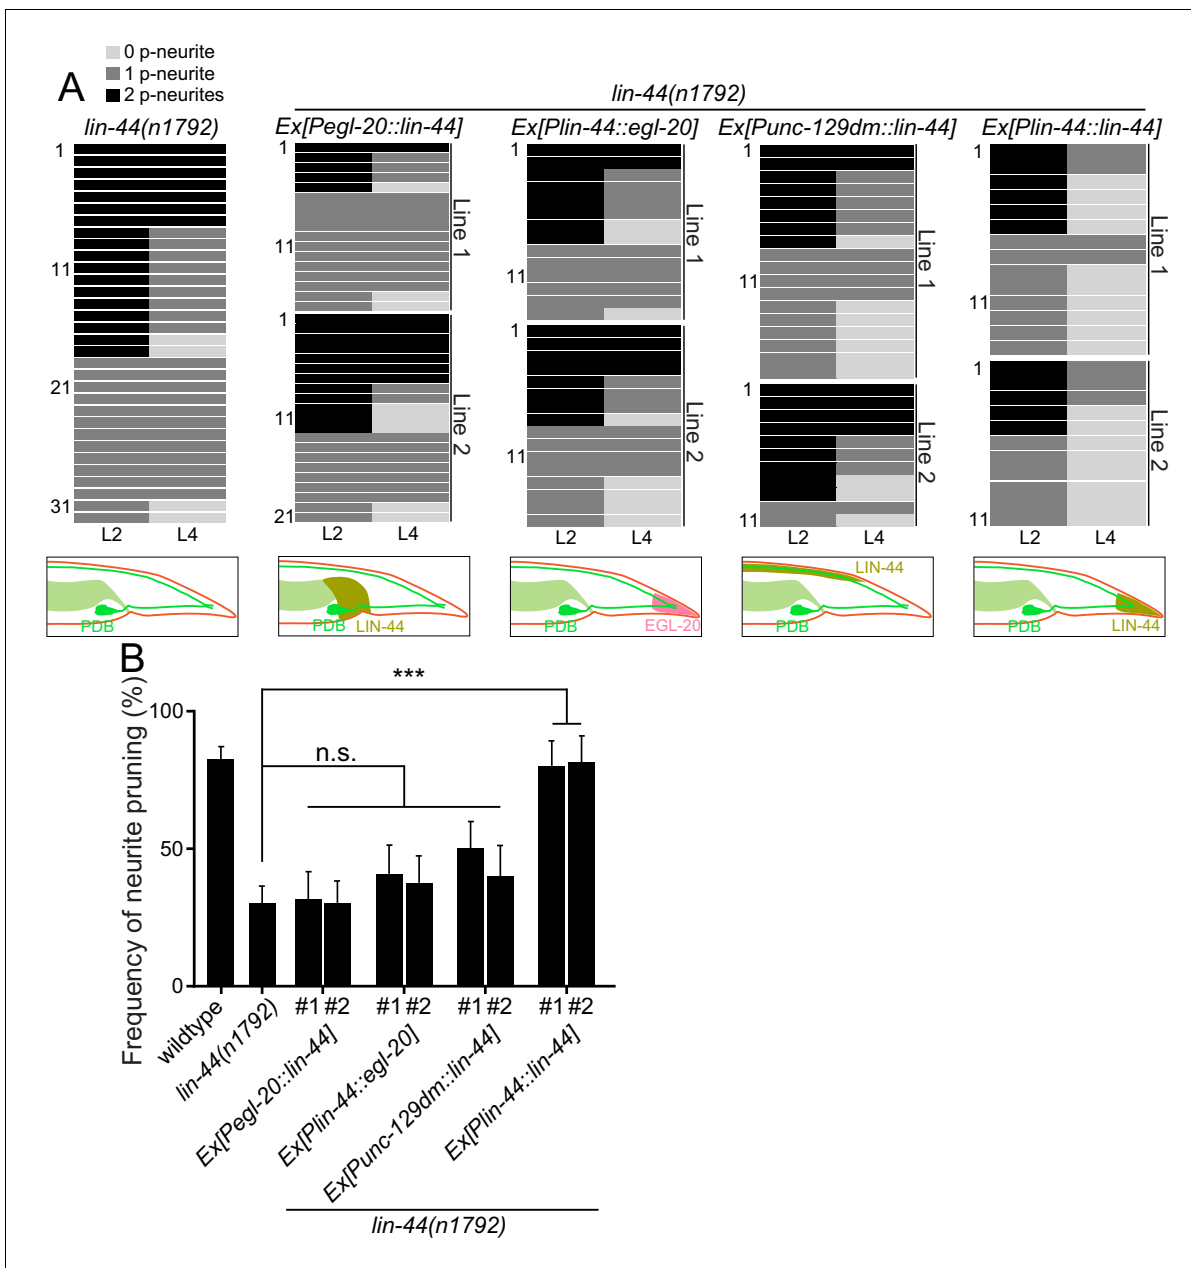 0 p-neurite
1 p-neurite
2 p-neurites
A
lin-44(n1792)
lin-44(n1792)
Ex[Pegl-20::lin-44]
Ex[Plin-44::egl-20]
Ex[Punc-129dm::lin-44]
Ex[Plin-44::lin-44]
1
11
21
31
L2 L4
1
11
Line 1
1
11
21
Line 2
L2 L4
1
11
Line 1
1
11
Line 2
L2 L4
1
11
Line 1
1
11
Line 2
L2 L4
1
11
Line 1
1
11
Line 2
L2 L4
PDB
PDB LIN-44
PDB EGL-20
PDB LIN-44
PDB LIN-44
B
Frequency of neurite pruning (%)
100
50
0
***
n.s.
#1 #2 #1 #2 #1 #2 #1 #2
wildtype
lin-44(n1792)
Ex[Pegl-20::lin-44]
Ex[Plin-44::egl-20]
Ex[Punc-129dm::lin-44]
Ex[Plin-44::lin-44]
lin-44(n1792)